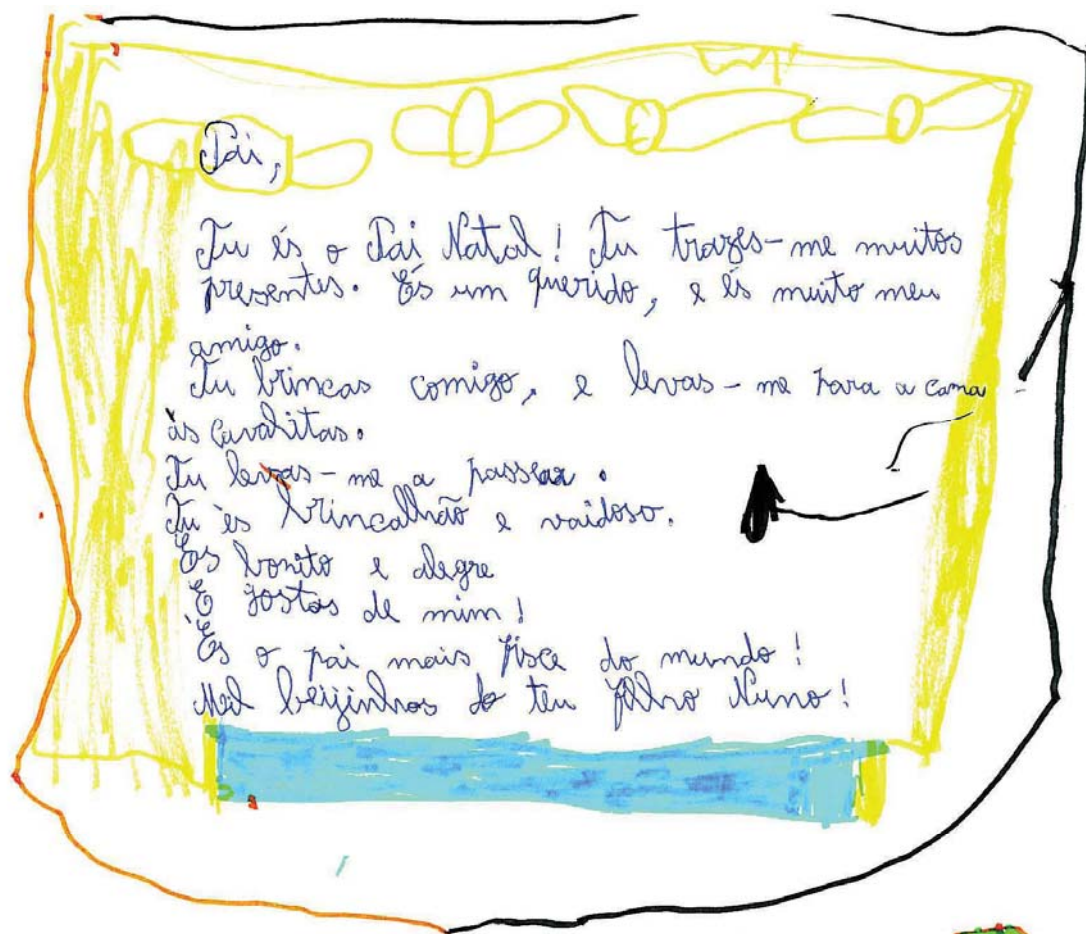 Pai,
Tu és o Pai Natal! Tu trazes-me muitos
presentes. És um querido, e és muito meu
amigo.
Tu brincas comigo, e levas-me para a cama
às cavalitas.
Tu levas-me a passear.
Tu és brincalhão e vaidoso.
És bonito e alegre
E gostas de mim!
És o pai mais fisce do mundo!
Mil beijinhos do teu filho Nuno!